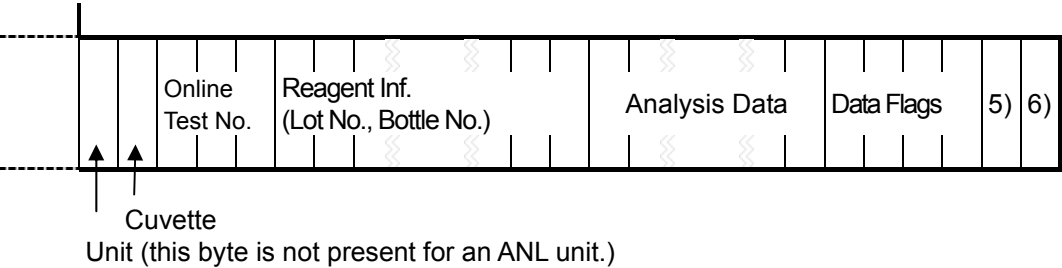 Online
Test No.
Reagent Inf.
(Lot No., Bottle No.)
Analysis Data
Data Flags
5)
6)
Cuvette
Unit (this byte is not present for an ANL unit.)